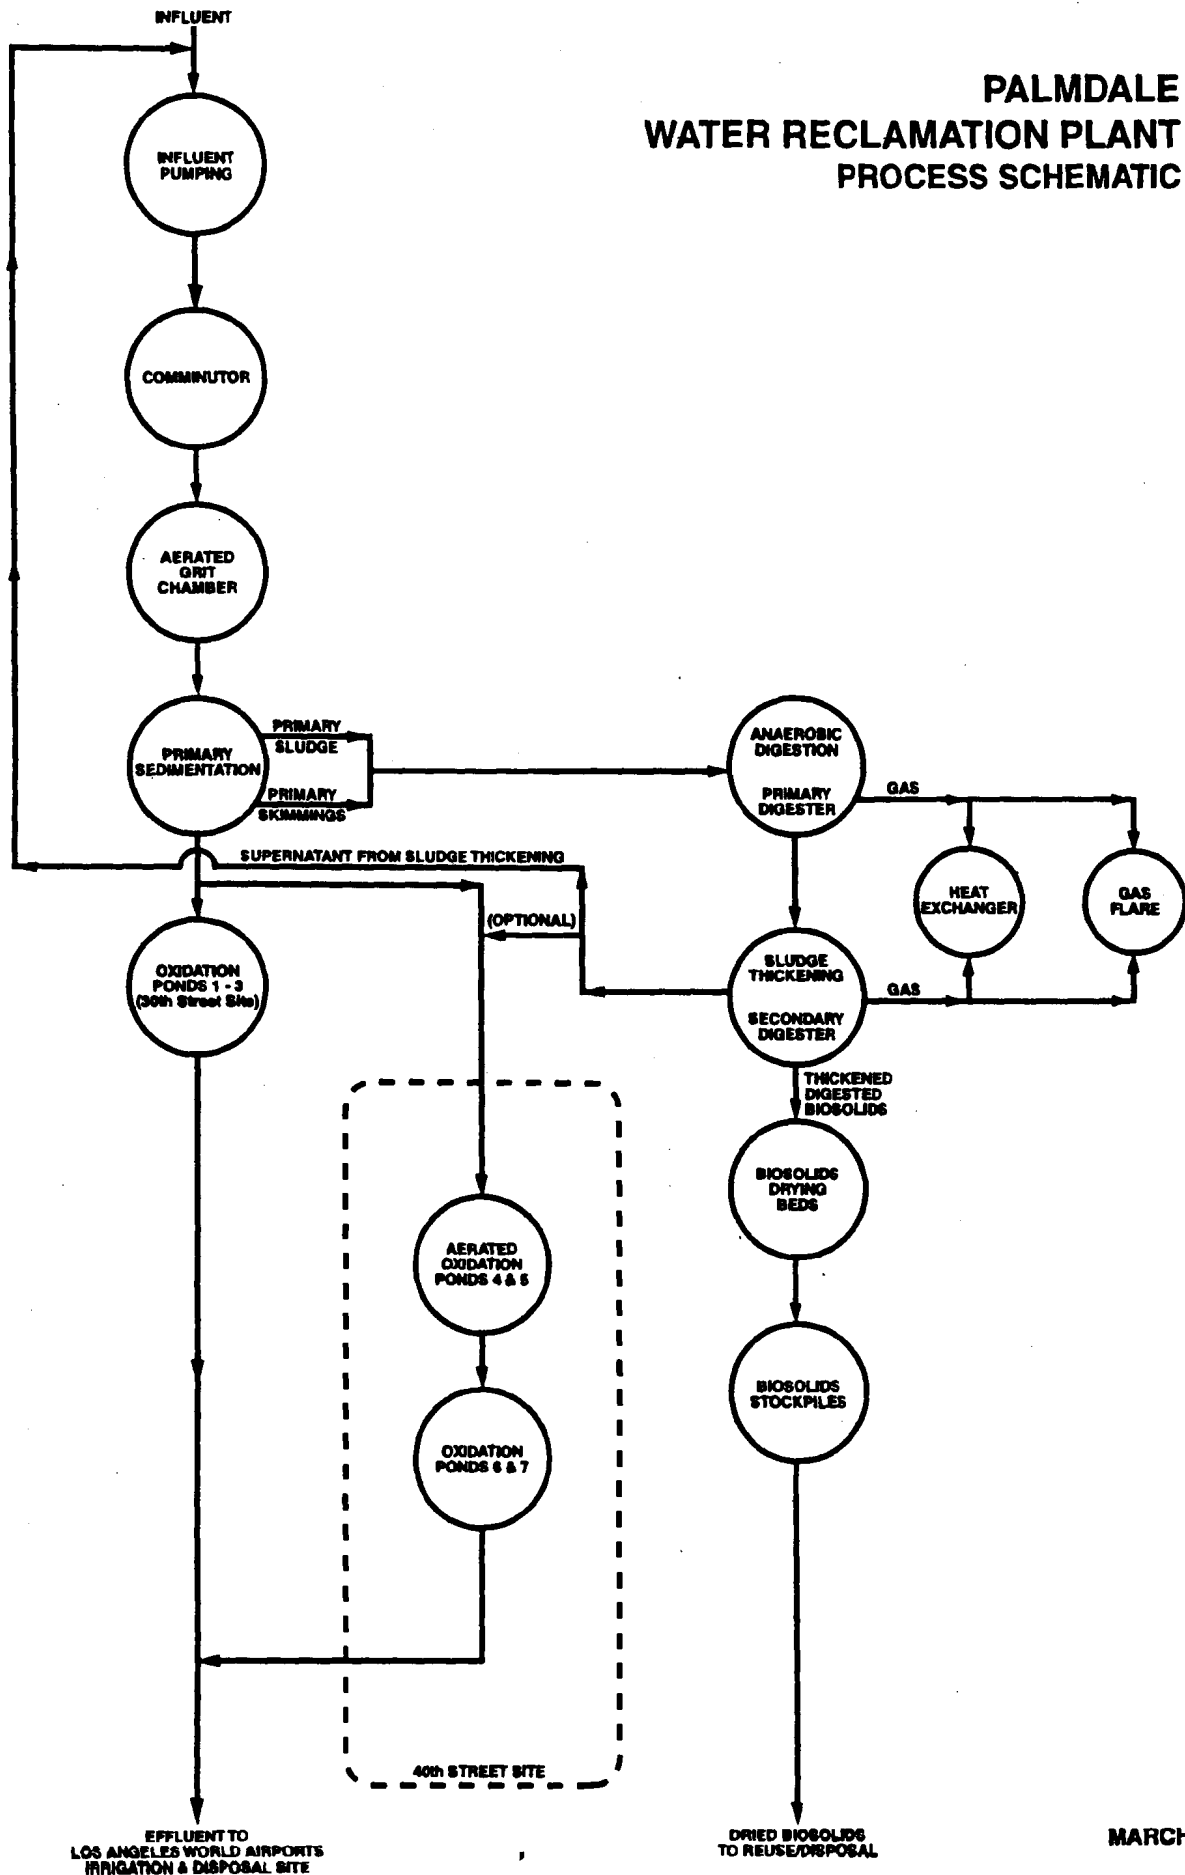 INFLUENT
PALMDALE
WATER RECLAMATION PLANT
PROCESS SCHEMATIC
INFLUENT
PUMPING
COMMINUTOR
AERATED
GRIT
CHAMBER
PRIMARY
SEDIMENTATION
PRIMARY
SLUDGE
PRIMARY
SKIMMINGS
ANAEROBIC
DIGESTION
PRIMARY
DIGESTER
GAS
HEAT
EXCHANGER
GAS
FLARE
SUPERNATANT FROM SLUDGE THICKENING
(OPTIONAL)
OXIDATION
PONDS 1 - 3
(30th Street Site)
SLUDGE
THICKENING
SECONDARY
DIGESTER
GAS
THICKENED
DIGESTED
BIOSOLIDS
BIOSOLIDS
DRYING
BEDS
AERATED
OXIDATION
PONDS 4 & 5
BIOSOLIDS
STOCKPILES
OXIDATION
PONDS 6 & 7
40th STREET SITE
EFFLUENT TO
LOS ANGELES WORLD AIRPORTS
IRRIGATION & DISPOSAL SITE
DRIED BIOSOLIDS
TO REUSE/DISPOSAL
MARCH